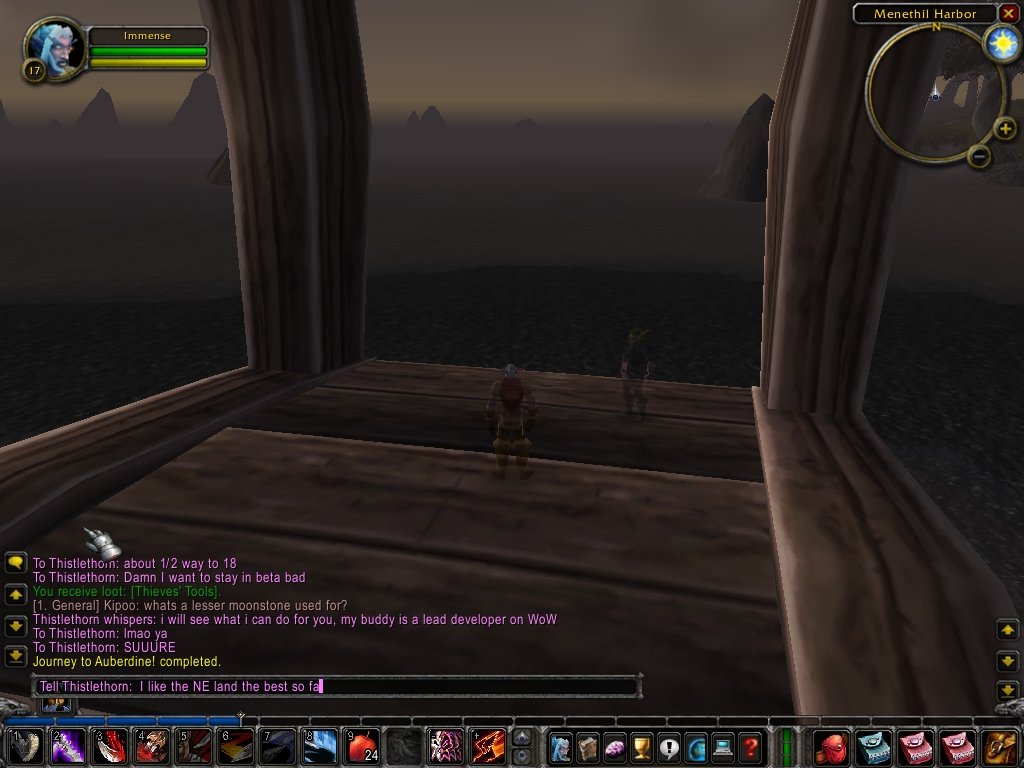 Immense
17
Menethil Harbor
N
To Thistlethorn: about 1/2 way to 18
To Thistlethorn: Damn I want to stay in beta bad
You receive loot: [Thieves' Tools].
[1. General] Kipoo: whats a lesser moonstone used for?
Thistlethorn whispers: i will see what i can do for you, my buddy is a lead developer on WoW
To Thistlethorn: lmao ya
To Thistlethorn: SUUURE
Journey to Auberdine! completed.
Tell Thistlethorn: I like the NE land the best so fa
1 2 3 4 5 6 7 8 9
24